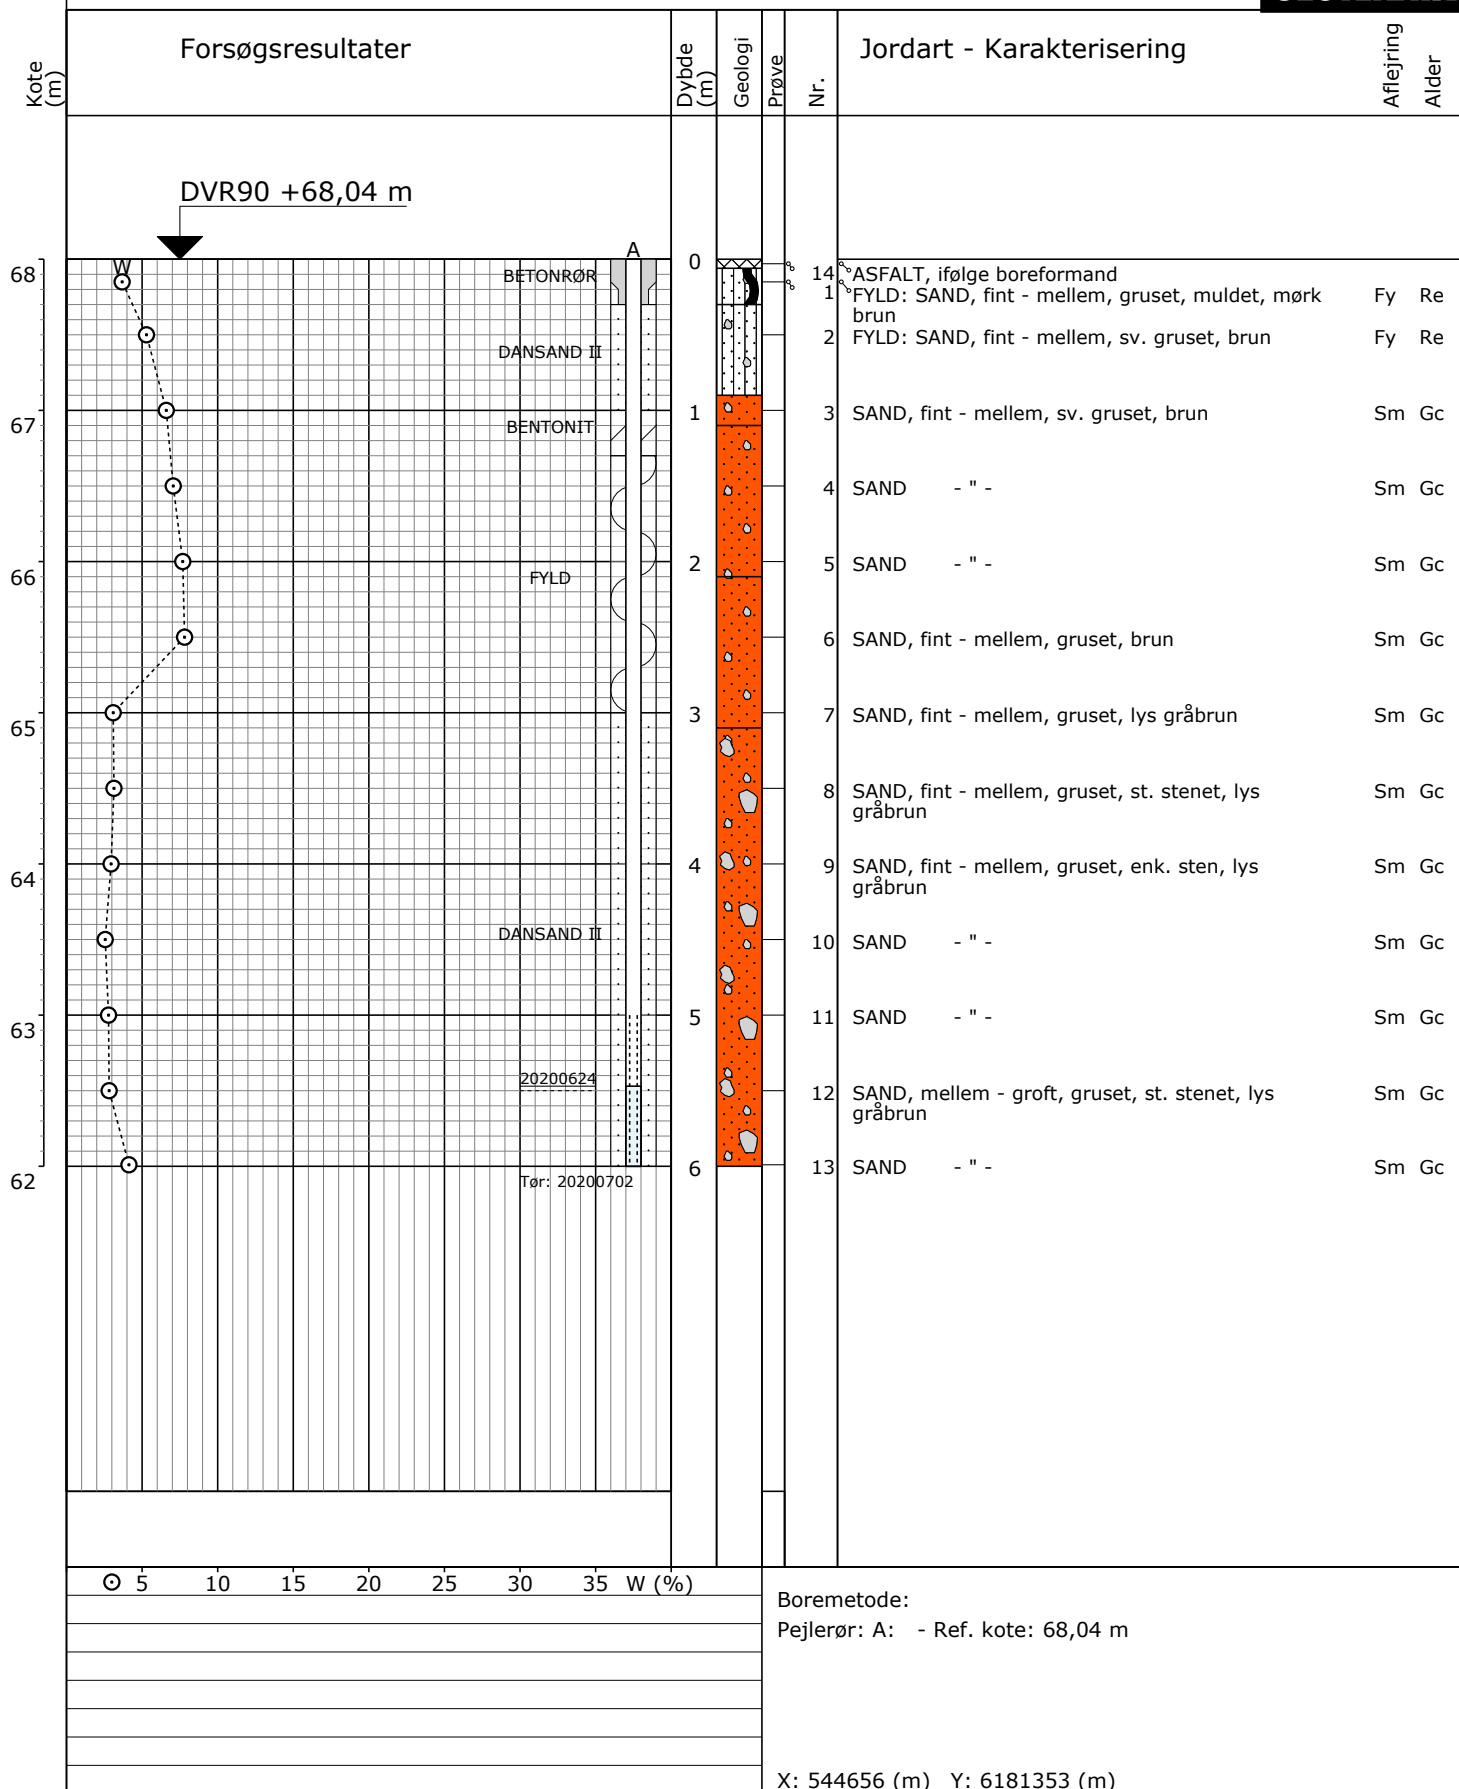 Kote (m)
Forsøgsresultater
Dybde (m)
Geologi
Prøve
Nr.
Jordart - Karakterisering
Aflejring
Alder
DVR90 +68,04 m
W
A
68
67
66
65
64
63
62
BETONRØR
DANSAND II
BENTONIT
FYLD
DANSAND II
20200624
Tør: 20200702
0
1
2
3
4
5
6
14 ASFALT, ifølge boreformand
1 FYLD: SAND, fint - mellem, gruset, muldet, mørk Fy Re
brun
2 FYLD: SAND, fint - mellem, sv. gruset, brun Fy Re
3 SAND, fint - mellem, sv. gruset, brun Sm Gc
4 SAND - " - Sm Gc
5 SAND - " - Sm Gc
6 SAND, fint - mellem, gruset, brun Sm Gc
7 SAND, fint - mellem, gruset, lys gråbrun Sm Gc
8 SAND, fint - mellem, gruset, st. stenet, lys Sm Gc
gråbrun
9 SAND, fint - mellem, gruset, enk. sten, lys Sm Gc
gråbrun
10 SAND - " - Sm Gc
11 SAND - " - Sm Gc
12 SAND, mellem - groft, gruset, st. stenet, lys Sm Gc
gråbrun
13 SAND - " - Sm Gc
5 10 15 20 25 30 35 W (%)
Boremetode:
Pejlerør: A: - Ref. kote: 68,04 m
X: 544656 (m) Y: 6181353 (m)